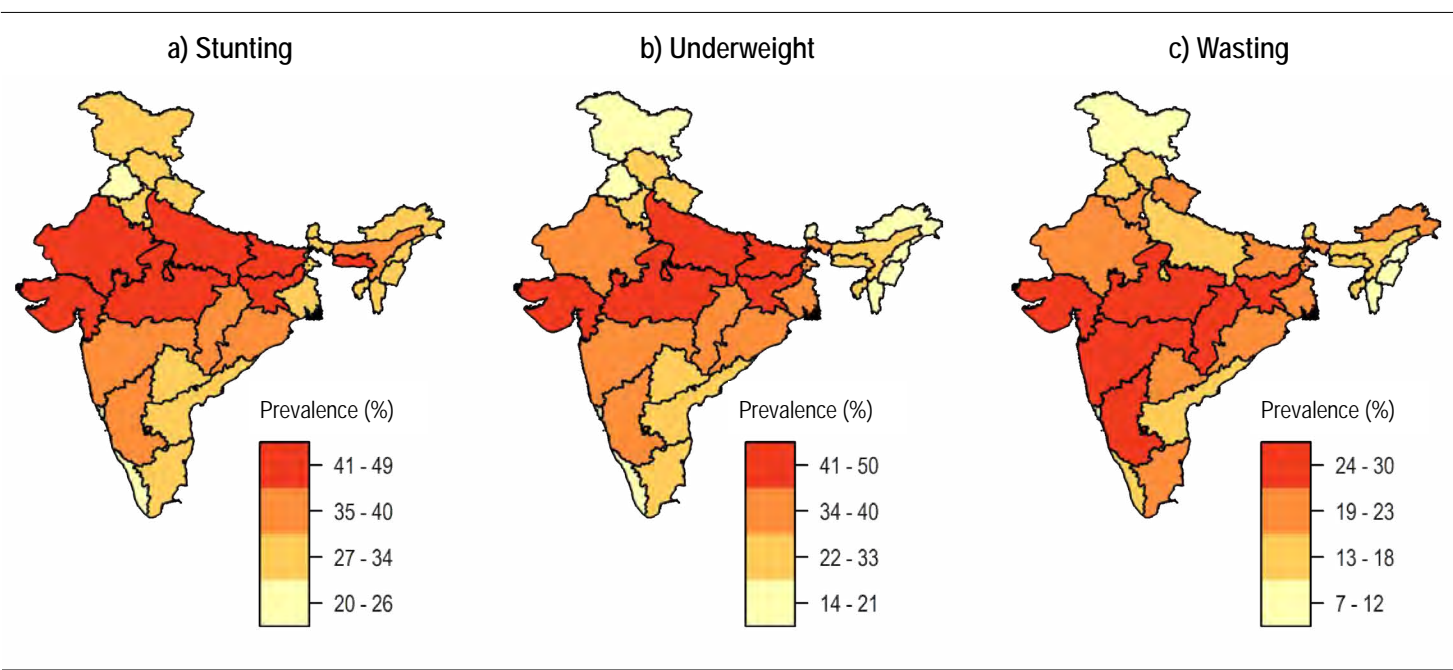 a) Stunting
b) Underweight
c) Wasting
Prevalence (%)
41 - 49
35 - 40
27 - 34
20 - 26
Prevalence (%)
41 - 50
34 - 40
22 - 33
14 - 21
Prevalence (%)
24 - 30
19 - 23
13 - 18
7 - 12